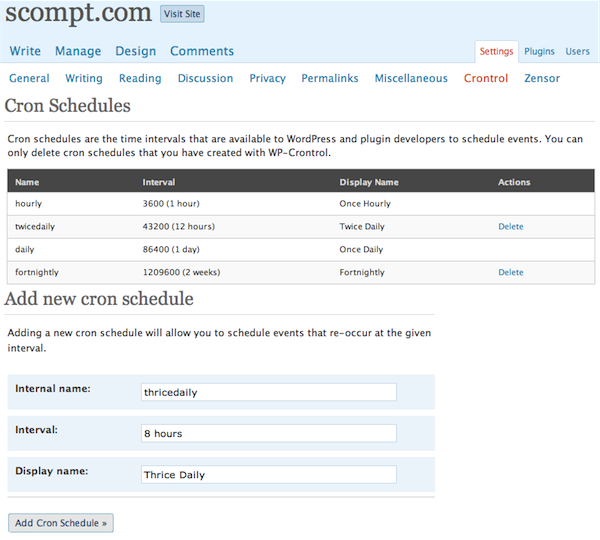 scompt.com Visit Site
Write Manage Design Comments Settings Plugins Users
General Writing Reading Discussion Privacy Permalinks Miscellaneous Crontrol Zensor
Cron Schedules
Cron schedules are the time intervals that are available to WordPress and plugin developers to schedule events. You can
only delete cron schedules that you have created with WP-Crontrol.
Name Interval Display Name Actions
hourly 3600 (1 hour) Once Hourly
twicedaily 43200 (12 hours) Twice Daily Delete
daily 86400 (1 day) Once Daily
fortnightly 1209600 (2 weeks) Fortnightly Delete
Add new cron schedule
Adding a new cron schedule will allow you to schedule events that re-occur at the given
interval.
Internal name: thricedaily
Interval: 8 hours
Display name: Thrice Daily
Add Cron Schedule »